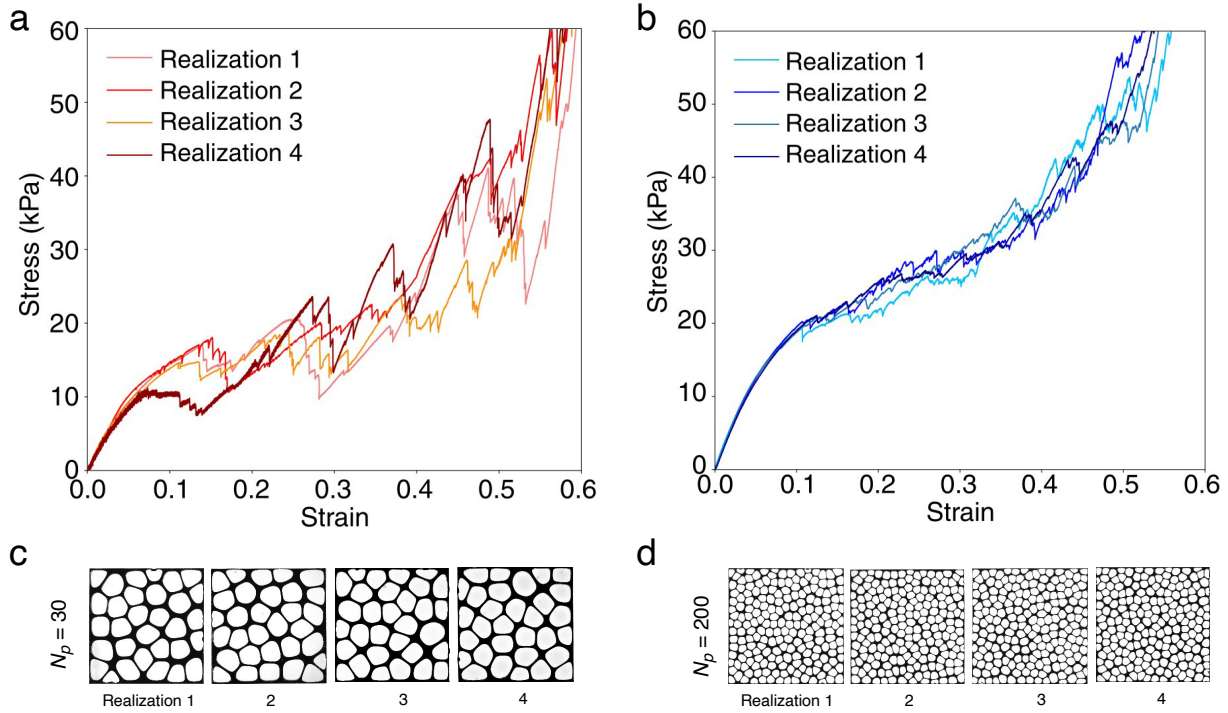 a
60
50
40
30
20
10
0
Stress (kPa)
Realization 1
Realization 2
Realization 3
Realization 4
0.0 0.1 0.2 0.3 0.4 0.5 0.6
Strain
b
60
50
40
30
20
10
0
Stress (kPa)
Realization 1
Realization 2
Realization 3
Realization 4
0.0 0.1 0.2 0.3 0.4 0.5 0.6
Strain
c
Np = 30
Realization 1 2 3 4
d
Np = 200
Realization 1 2 3 4